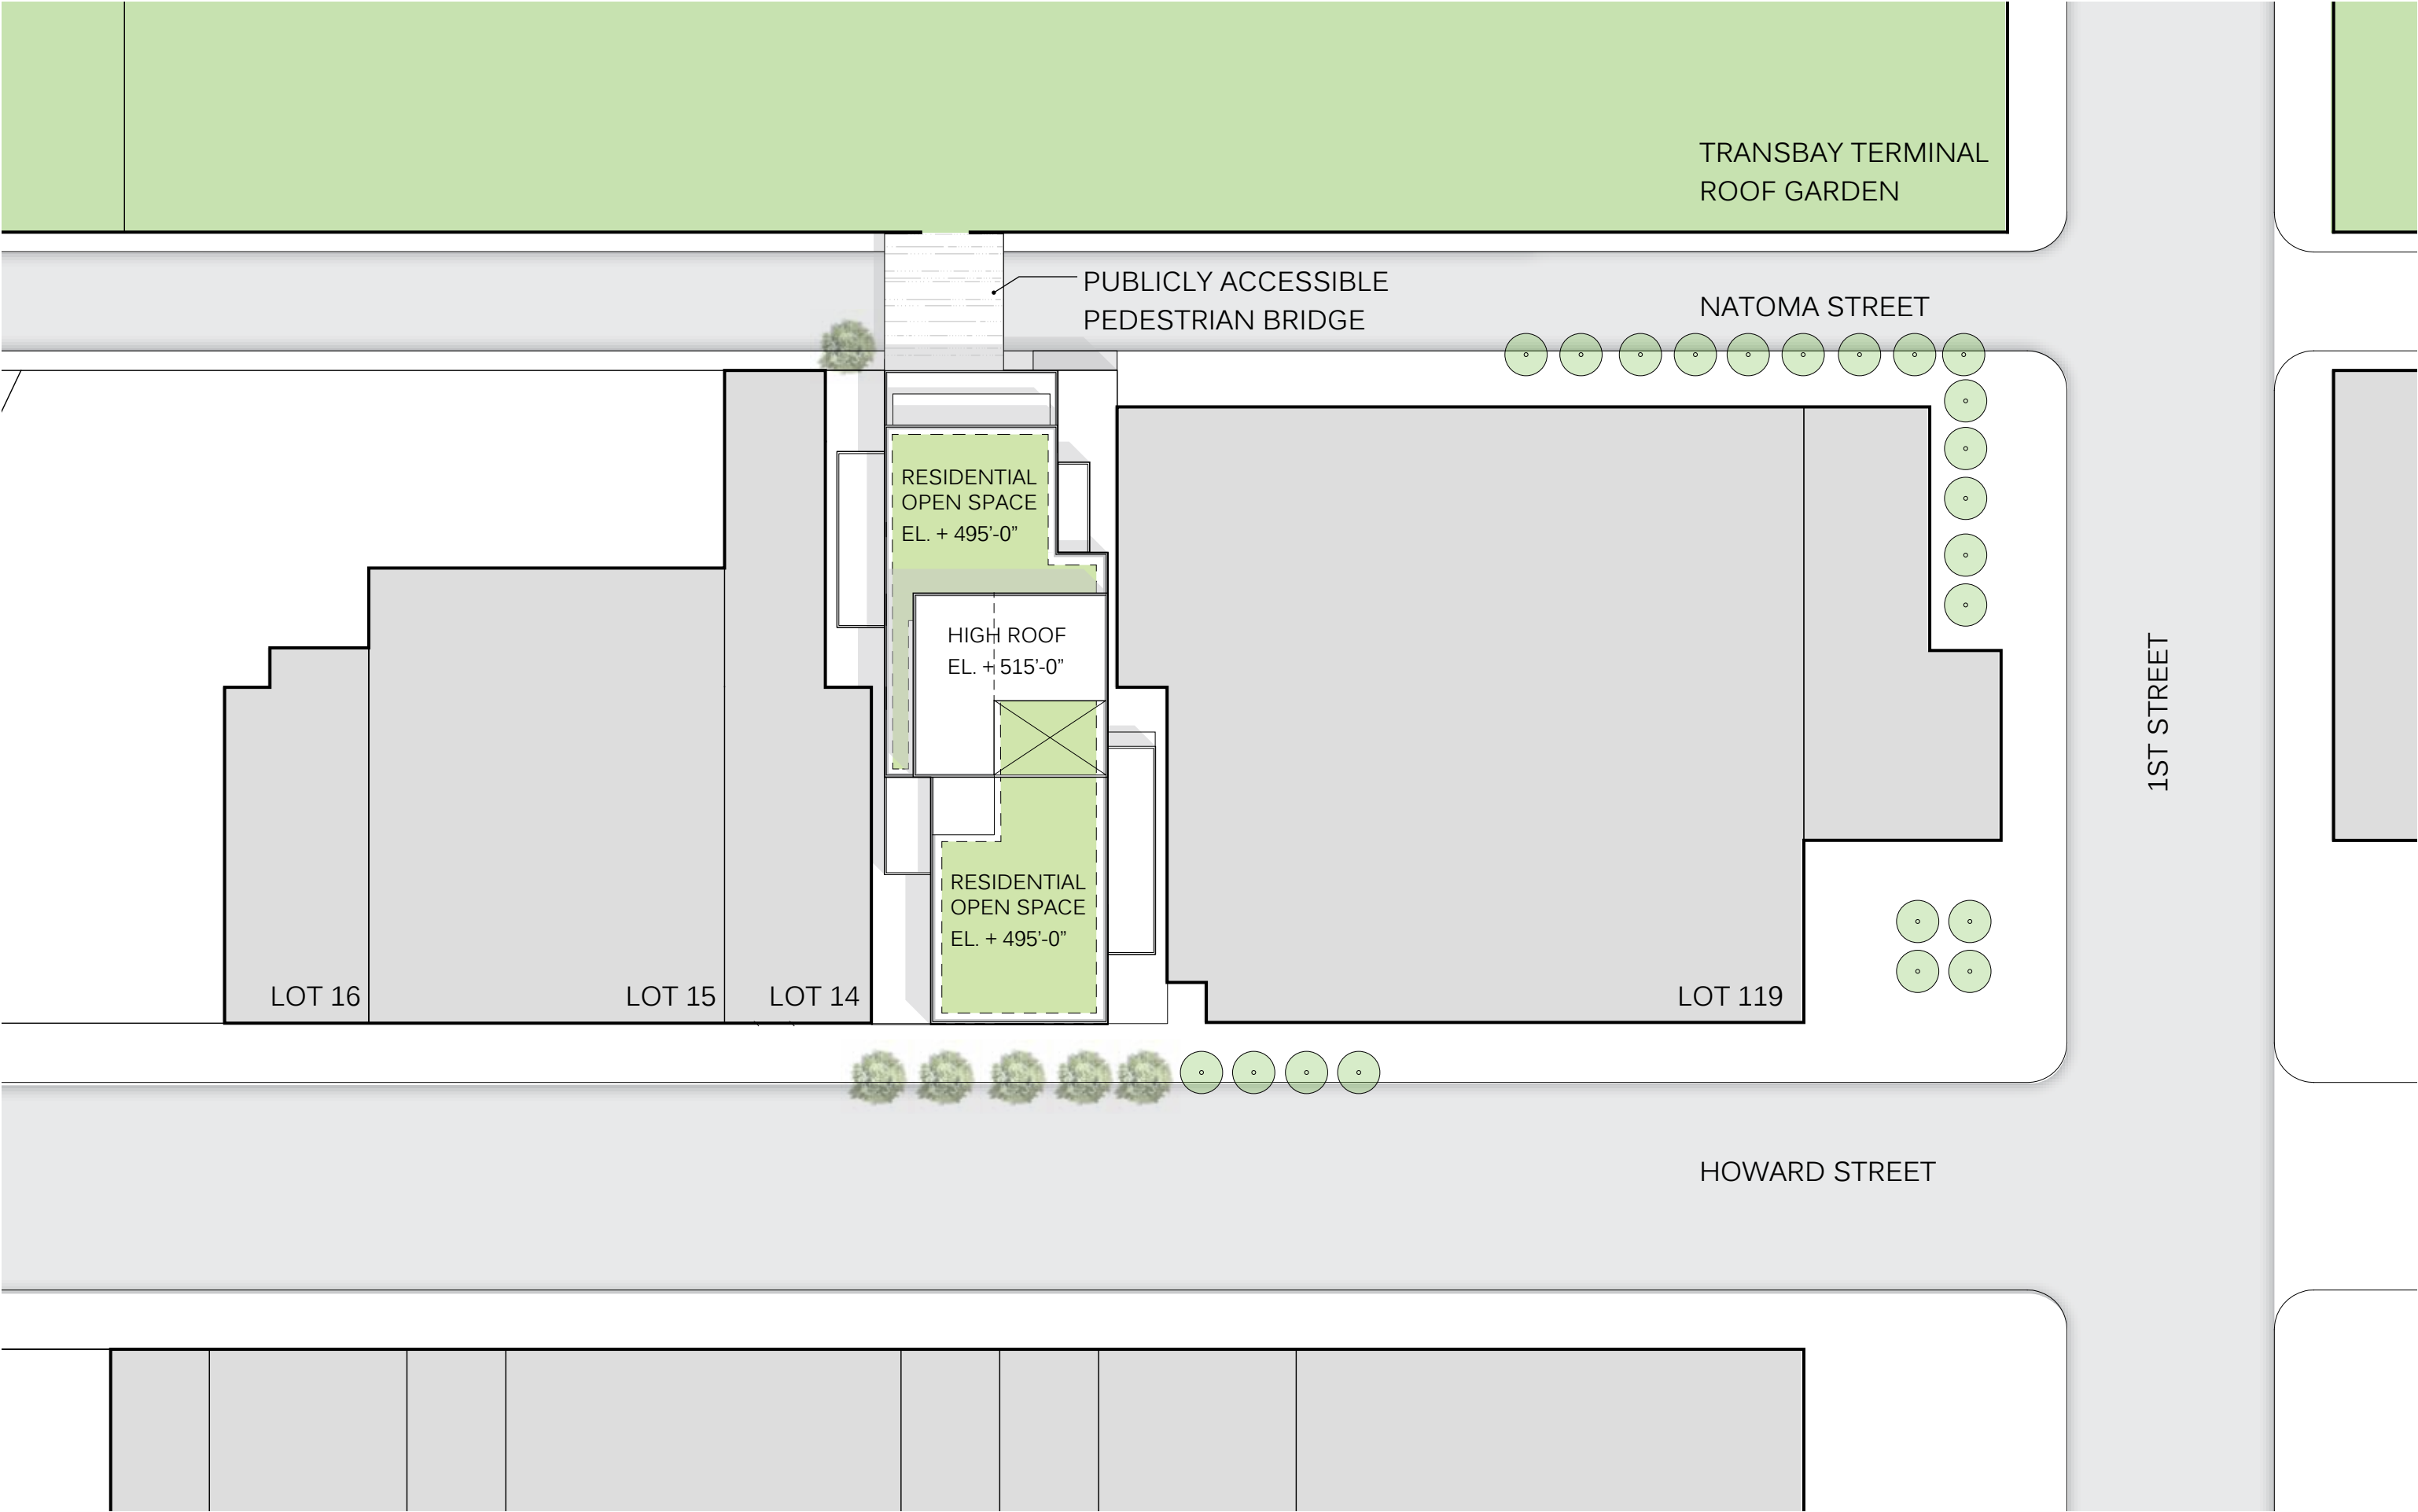 TRANSBAY TERMINAL
ROOF GARDEN
PUBLICLY ACCESSIBLE
PEDESTRIAN BRIDGE
NATOMA STREET
RESIDENTIAL
OPEN SPACE
EL. + 495’-0”
HIGH ROOF
EL. + 515’-0”
1ST STREET
RESIDENTIAL
OPEN SPACE
EL. + 495’-0”
LOT 16
LOT 15
LOT 14
LOT 119
HOWARD STREET